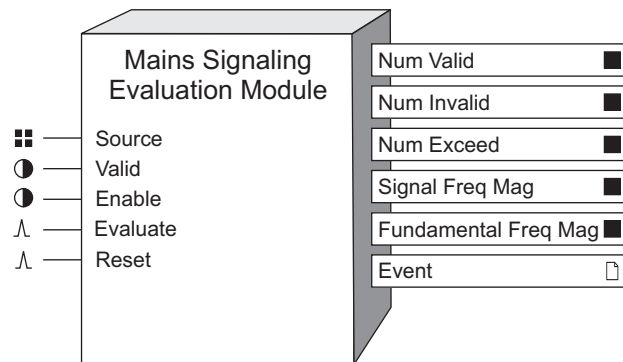 Mains Signaling
Evaluation Module
Source
Valid
Enable
Evaluate
Reset
Num Valid
Num Invalid
Num Exceed
Signal Freq Mag
Fundamental Freq Mag
Event